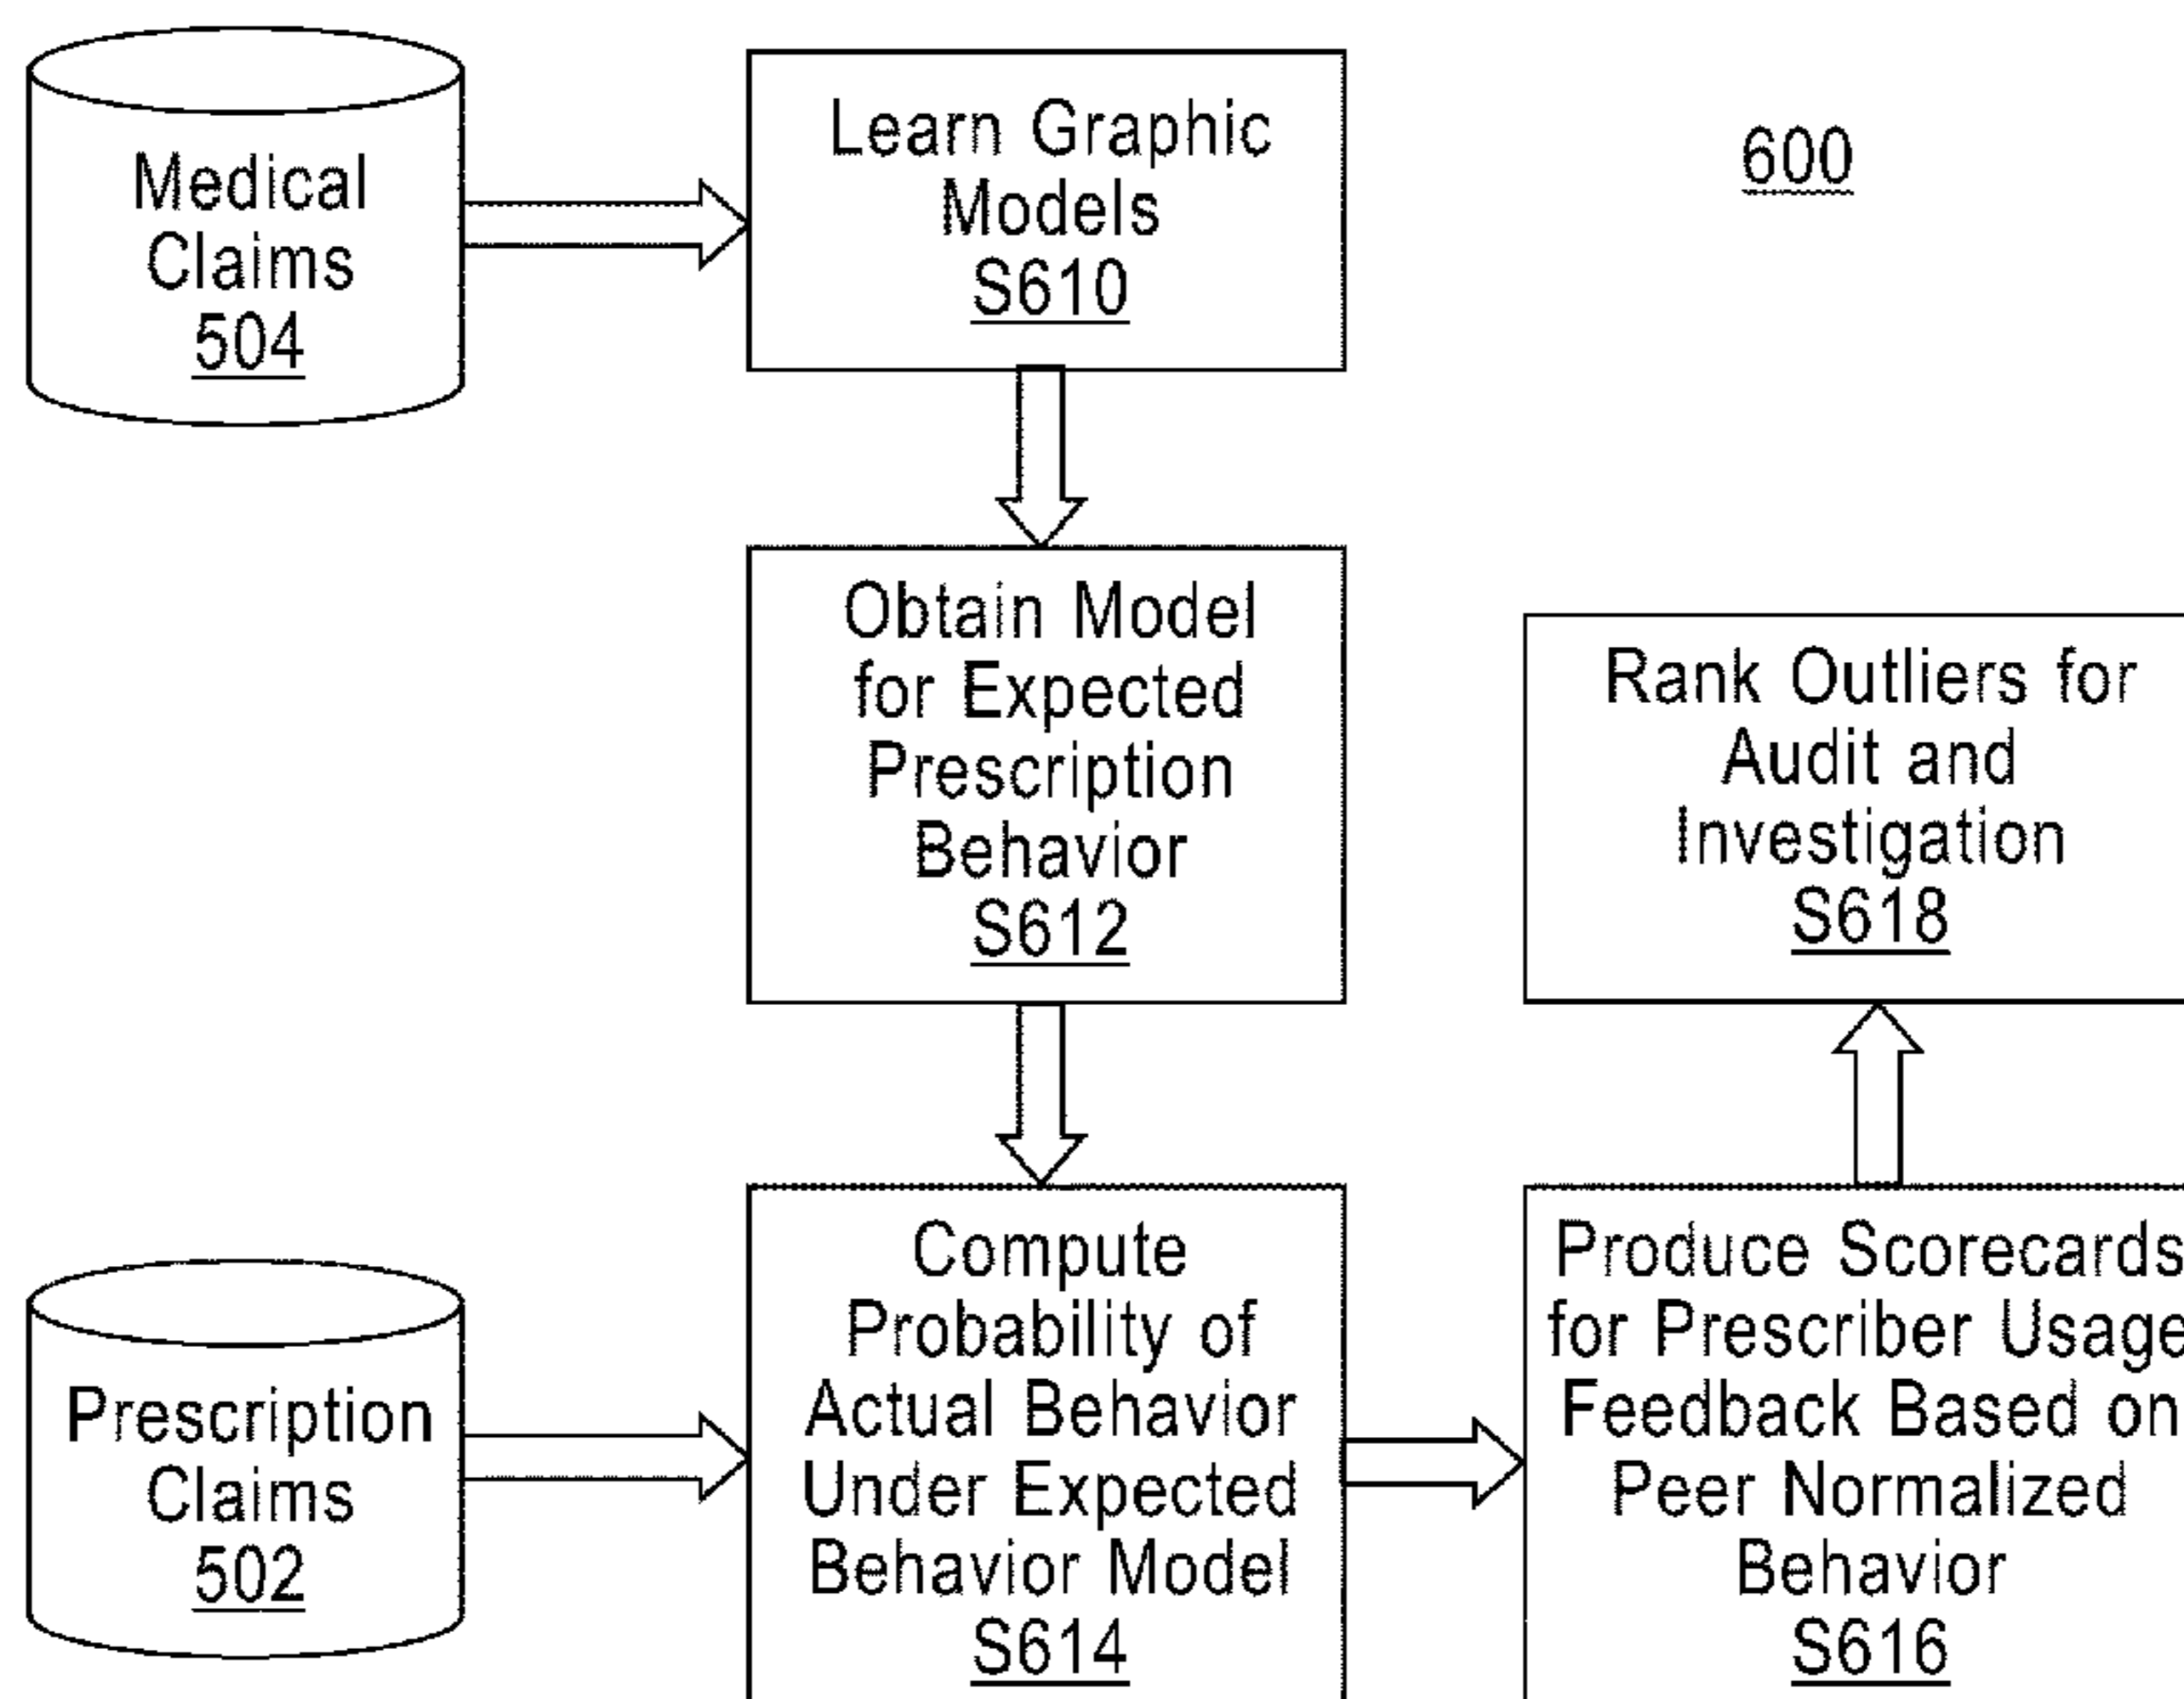 Medical
Claims
504
Learn Graphic
Models
S610
600
Obtain Model
for Expected
Prescription
Behavior
S612
Rank Outliers for
Audit and
Investigation
S618
Prescription
Claims
502
Compute
Probability of
Actual Behavior
Under Expected
Behavior Model
S614
Produce Scorecards
for Prescriber Usage
Feedback Based on
Peer Normalized
Behavior
S616